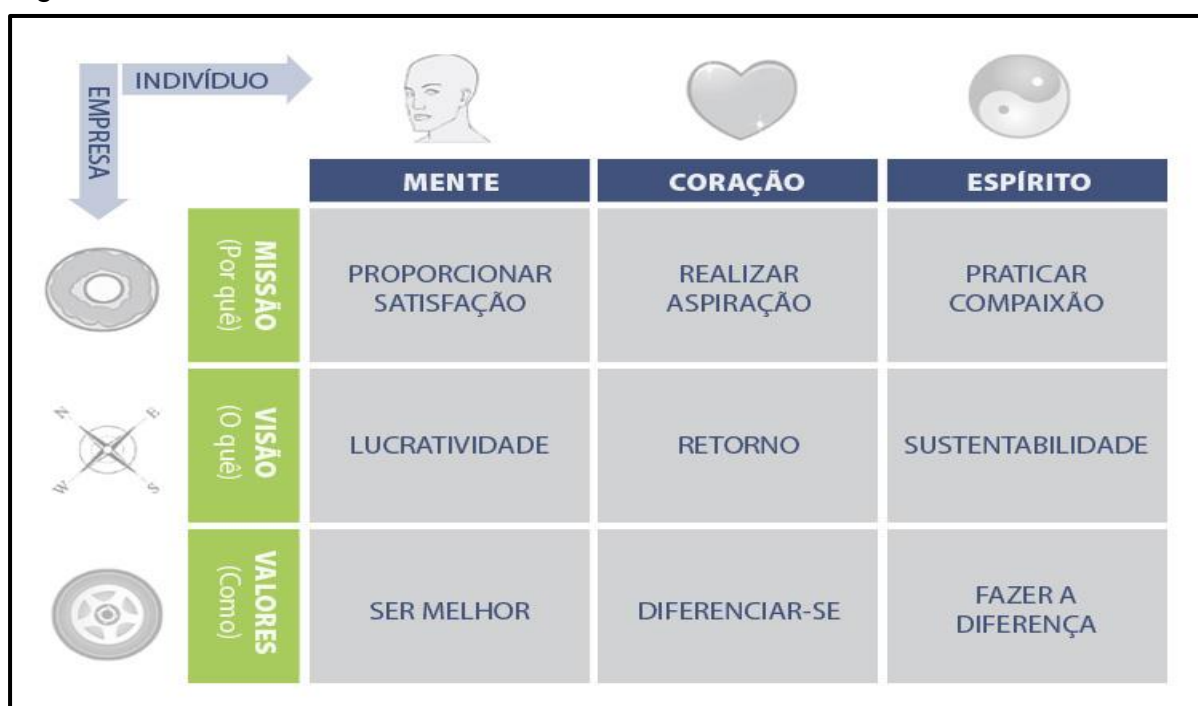 INDIVÍDUO
EMPRESA
MENTE
CORAÇÃO
ESPÍRITO
MISSÃO
(Por quê)
PROPORCIONAR
SATISFAÇÃO
REALIZAR
ASPIRAÇÃO
PRATICAR
COMPAIXÃO
N
E
W
S
VISÃO
(O quê)
LUCRATIVIDADE
RETORNO
SUSTENTABILIDADE
VALORES
(Como)
SER MELHOR
DIFERENCIAR-SE
FAZER A
DIFERENÇA